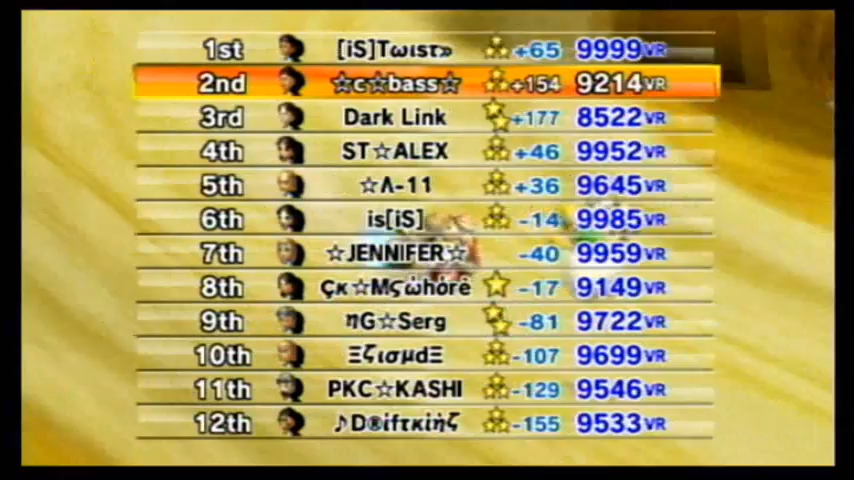 1st [iS]Tωιsτ» +65 9999VR
2nd ☆c☆bass☆ +154 9214VR
3rd Dark Link +177 8522VR
4th ST☆ALEX +46 9952VR
5th ☆Λ-11 +36 9645VR
6th is[iS] -14 9985VR
7th ☆JENNIFER☆ -40 9959VR
8th Çκ☆Mςώhórè -17 9149VR
9th ηG☆Serg -81 9722VR
10th ΞζισμdΞ -107 9699VR
11th PKC☆KASHI -129 9546VR
12th ♪D®ifτκίήζ -155 9533VR